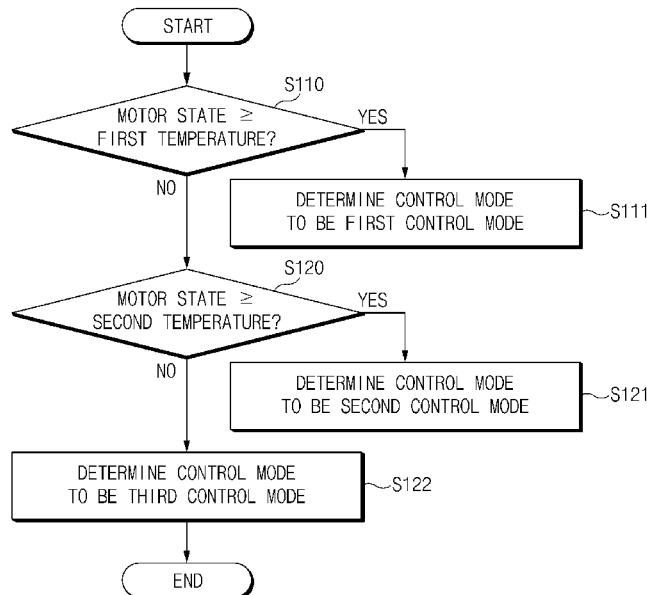 START
S110
MOTOR STATE ≥
FIRST TEMPERATURE?
YES
NO
DETERMINE CONTROL MODE
TO BE FIRST CONTROL MODE
S111
S120
MOTOR STATE ≥
SECOND TEMPERATURE?
YES
NO
DETERMINE CONTROL MODE
TO BE SECOND CONTROL MODE
S121
DETERMINE CONTROL MODE
TO BE THIRD CONTROL MODE
S122
END